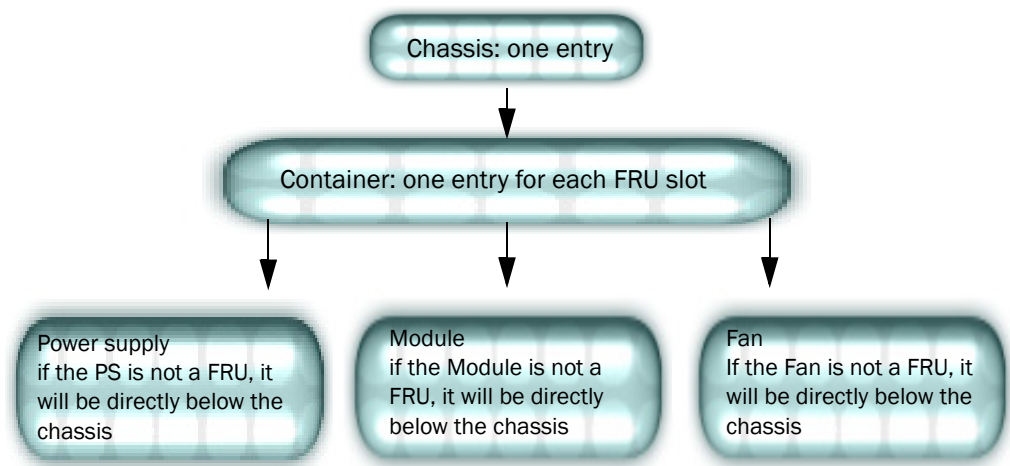 Chassis: one entry
Container: one entry for each FRU slot
Power supply
if the PS is not a FRU, it
will be directly below the
chassis
Module
if the Module is not a
FRU, it will be directly
below the chassis
Fan
If the Fan is not a FRU, it
will be directly below the
chassis